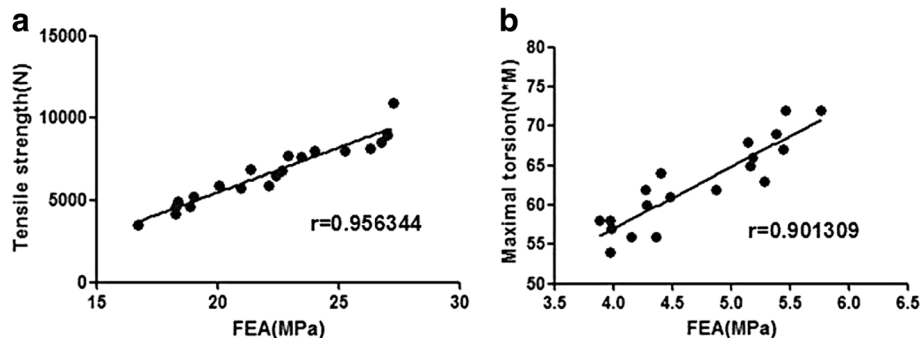 a
Tensile strength(N)
15000
10000
5000
0
r=0.956344
15 20 25 30
FEA(MPa)
b
Maximal torsion(N*M)
80
75
70
65
60
55
50
r=0.901309
3.5 4.0 4.5 5.0 5.5 6.0 6.5
FEA(MPa)